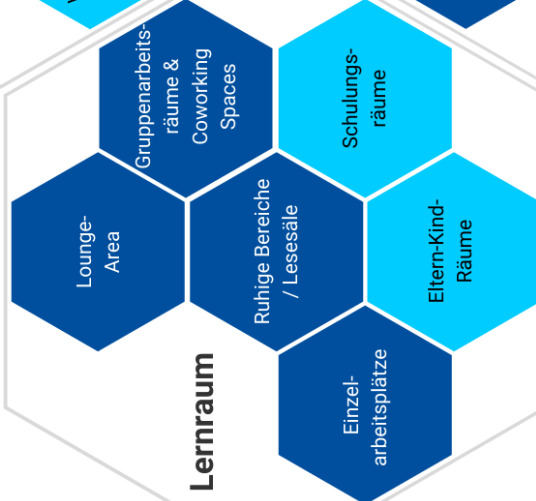 Lernraum
Lounge-
Area
Gruppenarbeits-
räume &
Coworking
Spaces
Ruhige Bereiche
/ Lesesäle
Schulungs-
räume
Einzel-
arbeitsplätze
Eltern-Kind-
Räume